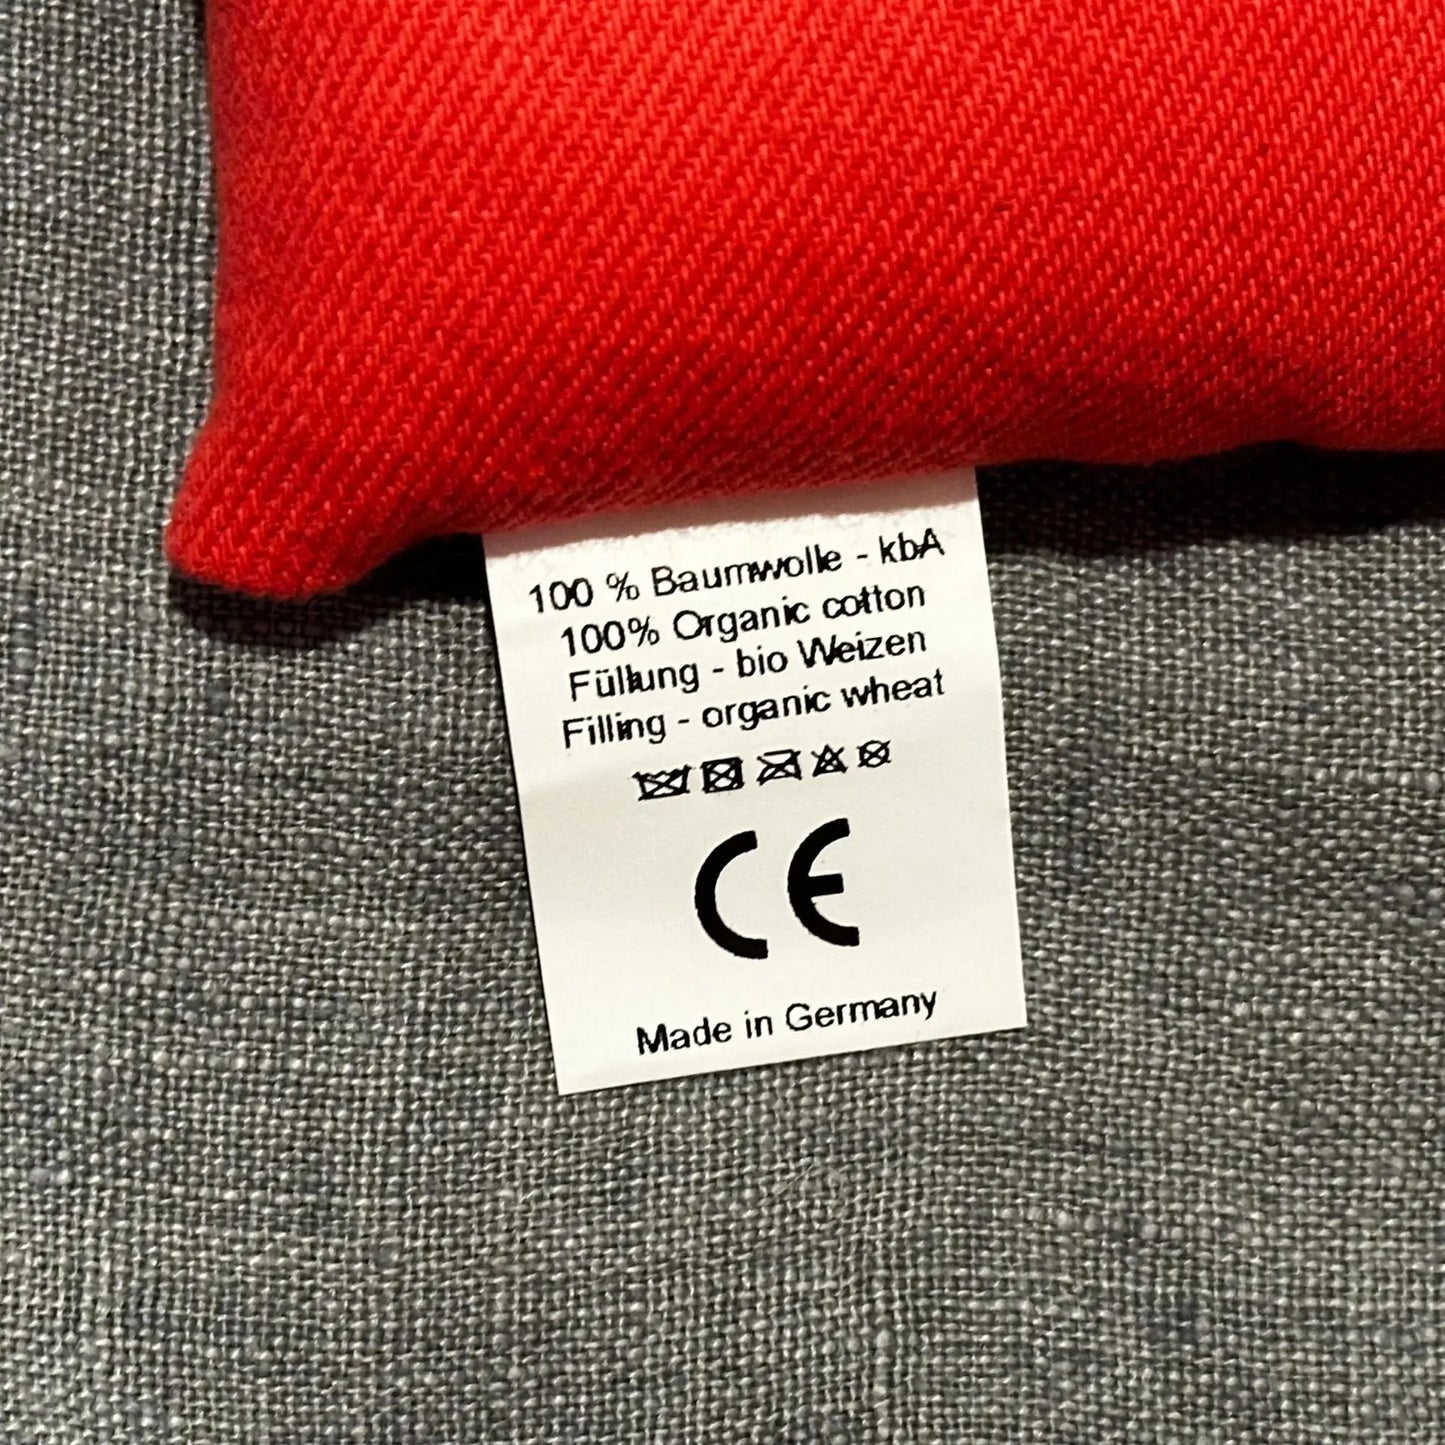 100 % Baumwolle - kbA
100% Organic cotton
Füllung - bio Weizen
Filling - organic wheat
CE
Made in Germany